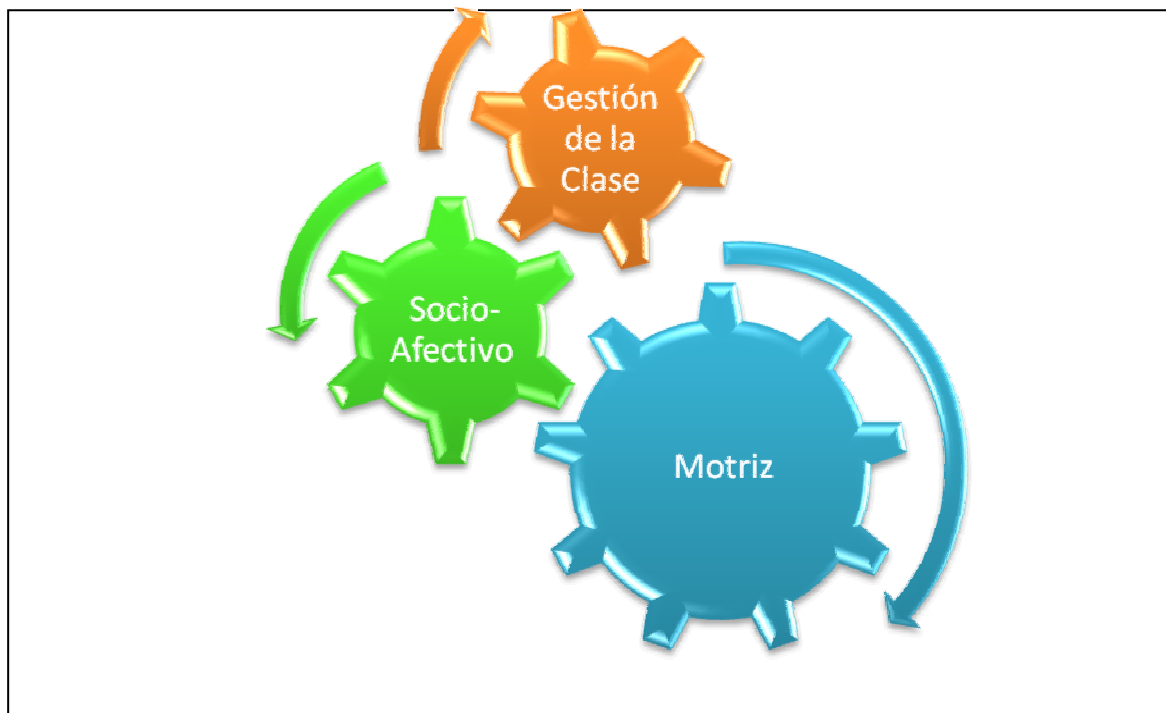 Gestión
de la
Clase
Socio-
Afectivo
Motriz